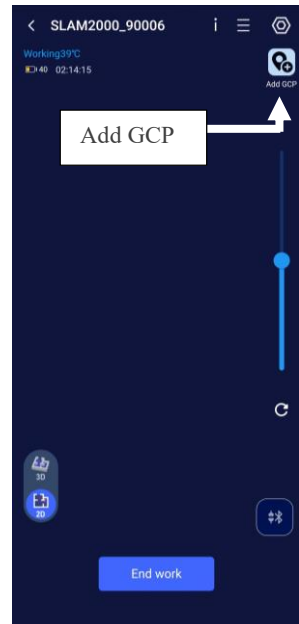 SLAM2000_90006
Working39℃
40 02:14:15
Add GCP
Add GCP
3D
2D
End work